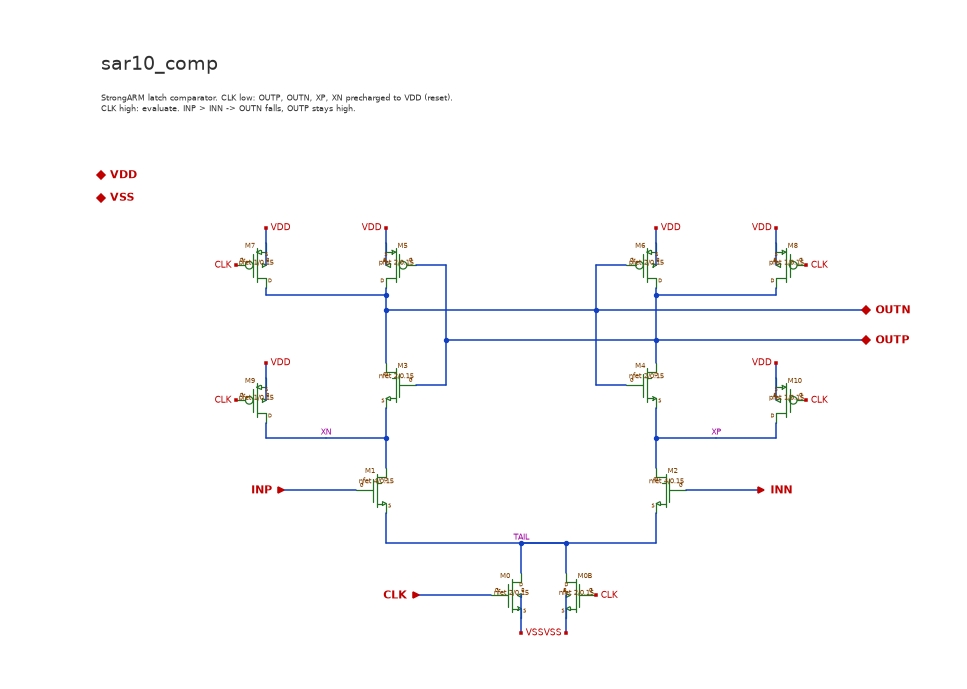 sar10_comp
StrongARM latch comparator. CLK low: OUTP, OUTN, XP, XN precharged to VDD (reset).
CLK high: evaluate. INP > INN -> OUTN falls, OUTP stays high.
VDD
VSS
VDD VDD VDD VDD
M7 M5 M6 M8
CLK CLK
OUTN
OUTP
VDD VDD
M9 M3 M4 M10
CLK CLK
XN XP
M1 M2
INP INN
TAIL
M0 M0B
CLK CLK
VSS VSS